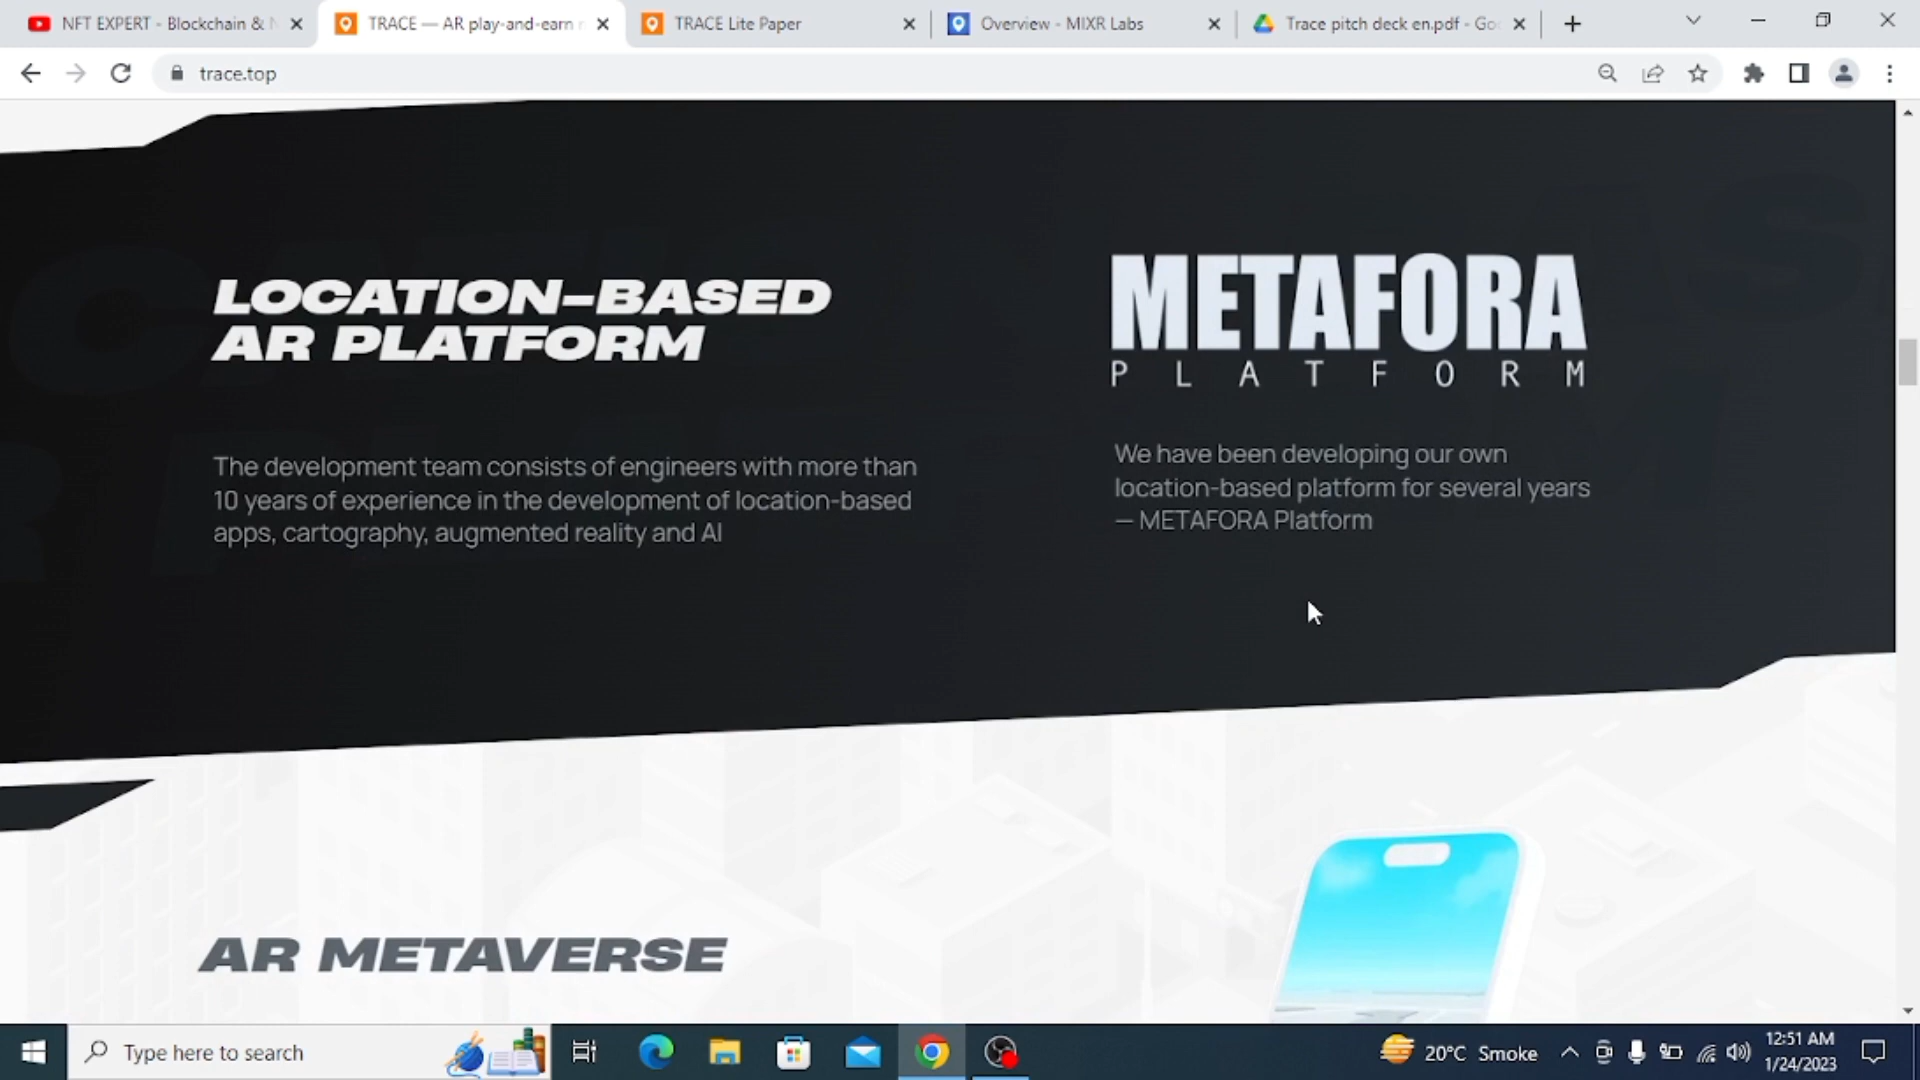 NFT EXPERT - Blockchain & N
TRACE — AR play-and-earn
TRACE Lite Paper
Overview - MIXR Labs
Trace pitch deck en.pdf - Goo
trace.top
LOCATION-BASED
AR PLATFORM
METAFORA
PLATFORM
The development team consists of engineers with more than
10 years of experience in the development of location-based
apps, cartography, augmented reality and AI
We have been developing our own
location-based platform for several years
— METAFORA Platform
AR METAVERSE
Type here to search
20°C Smoke
12:51 AM
1/24/2023